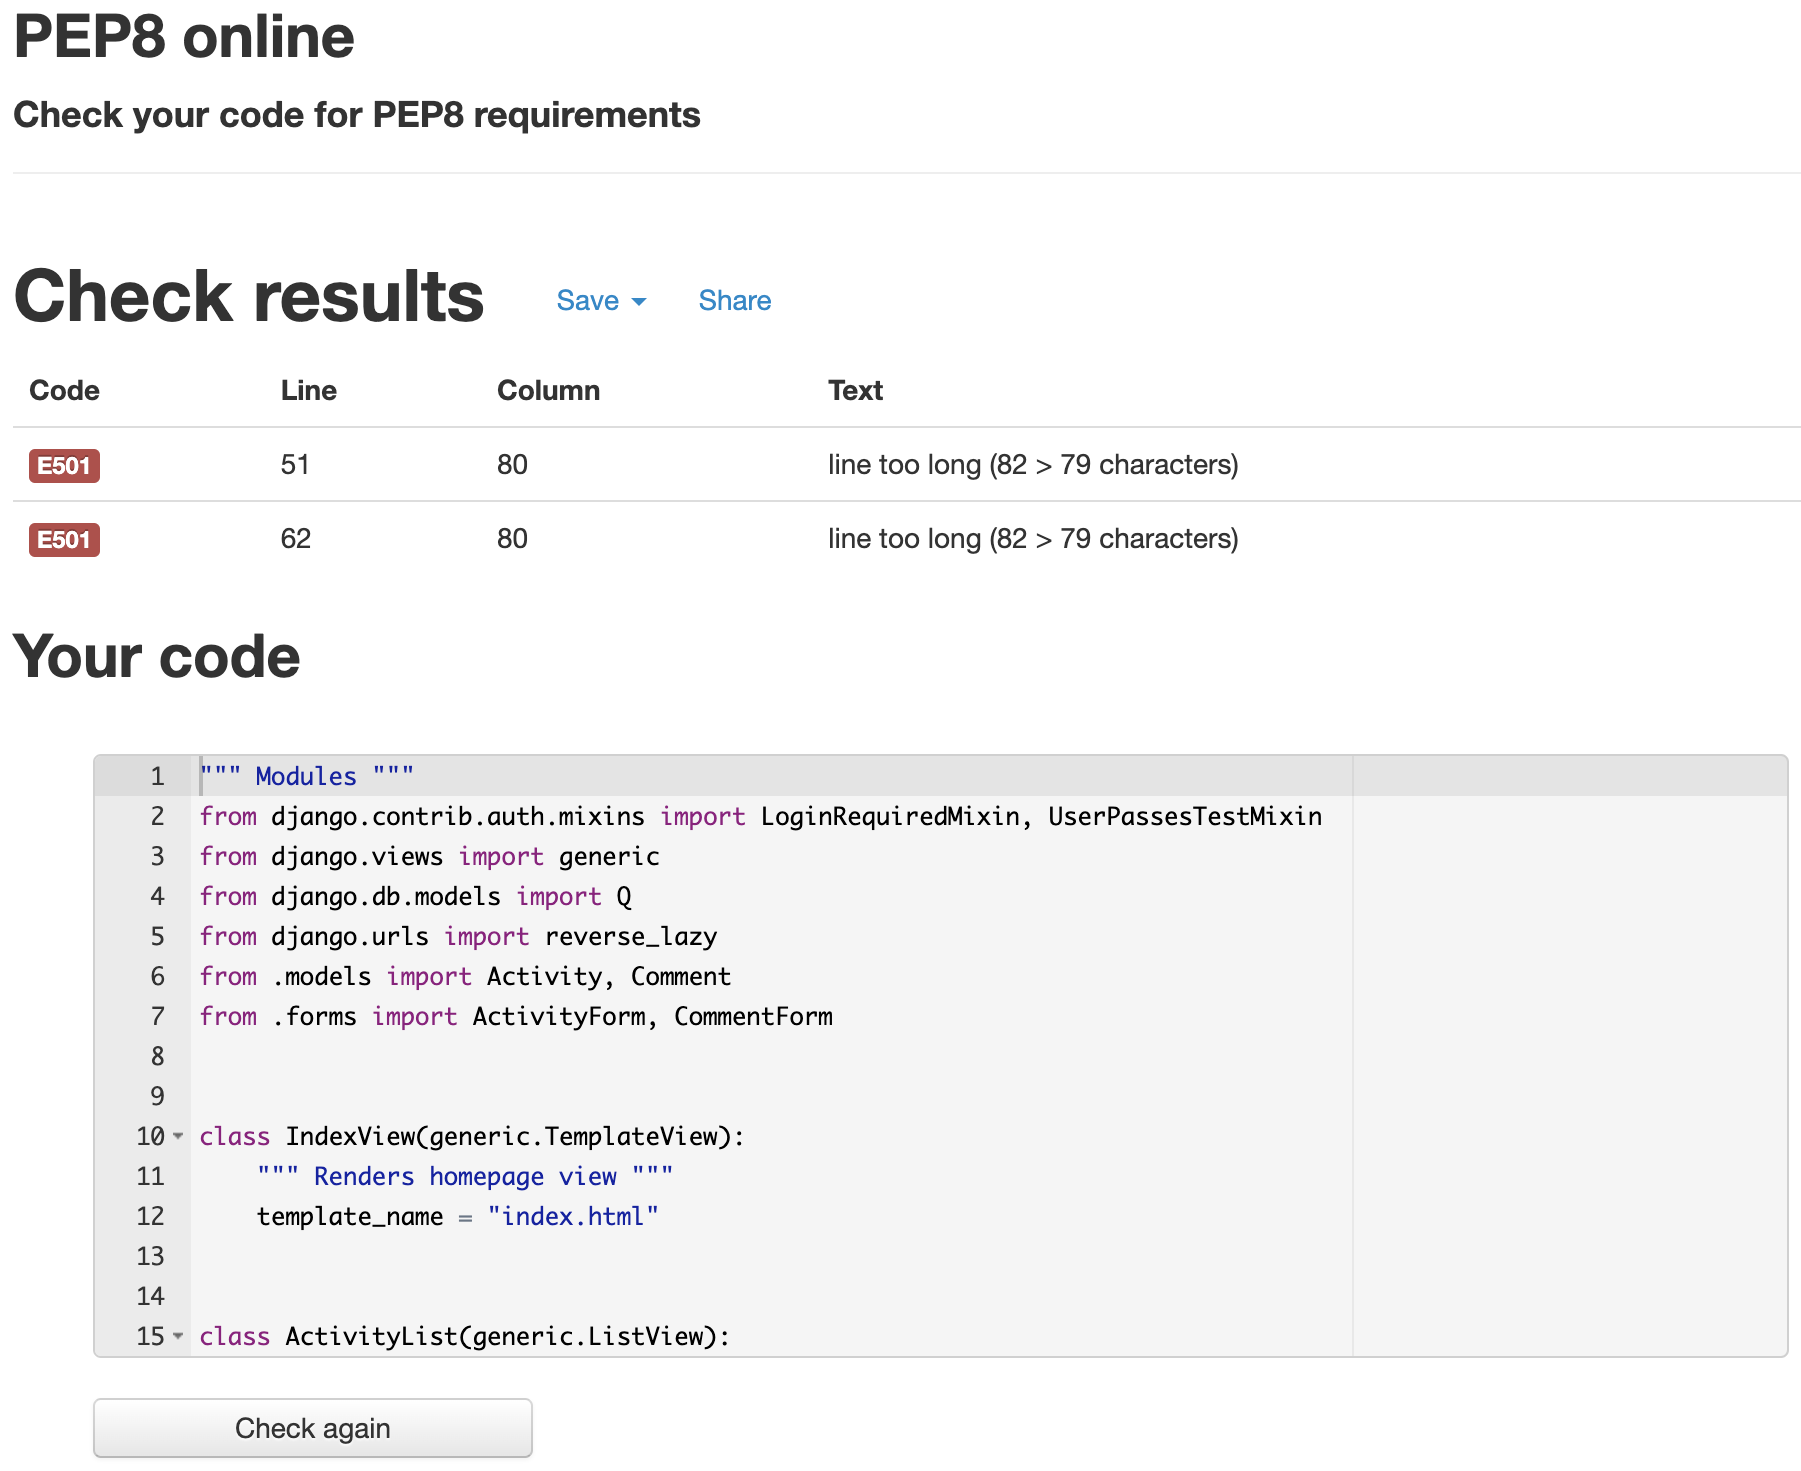 PEP8 online
Check your code for PEP8 requirements
Check results Save Share
Code Line Column Text
E501 51 80 line too long (82 > 79 characters)
E501 62 80 line too long (82 > 79 characters)
Your code
1 """ Modules """
2 from django.contrib.auth.mixins import LoginRequiredMixin, UserPassesTestMixin
3 from django.views import generic
4 from django.db.models import Q
5 from django.urls import reverse_lazy
6 from .models import Activity, Comment
7 from .forms import ActivityForm, CommentForm
8
9
10 class IndexView(generic.TemplateView):
11     """ Renders homepage view """
12     template_name = "index.html"
13
14
15 class ActivityList(generic.ListView):
Check again